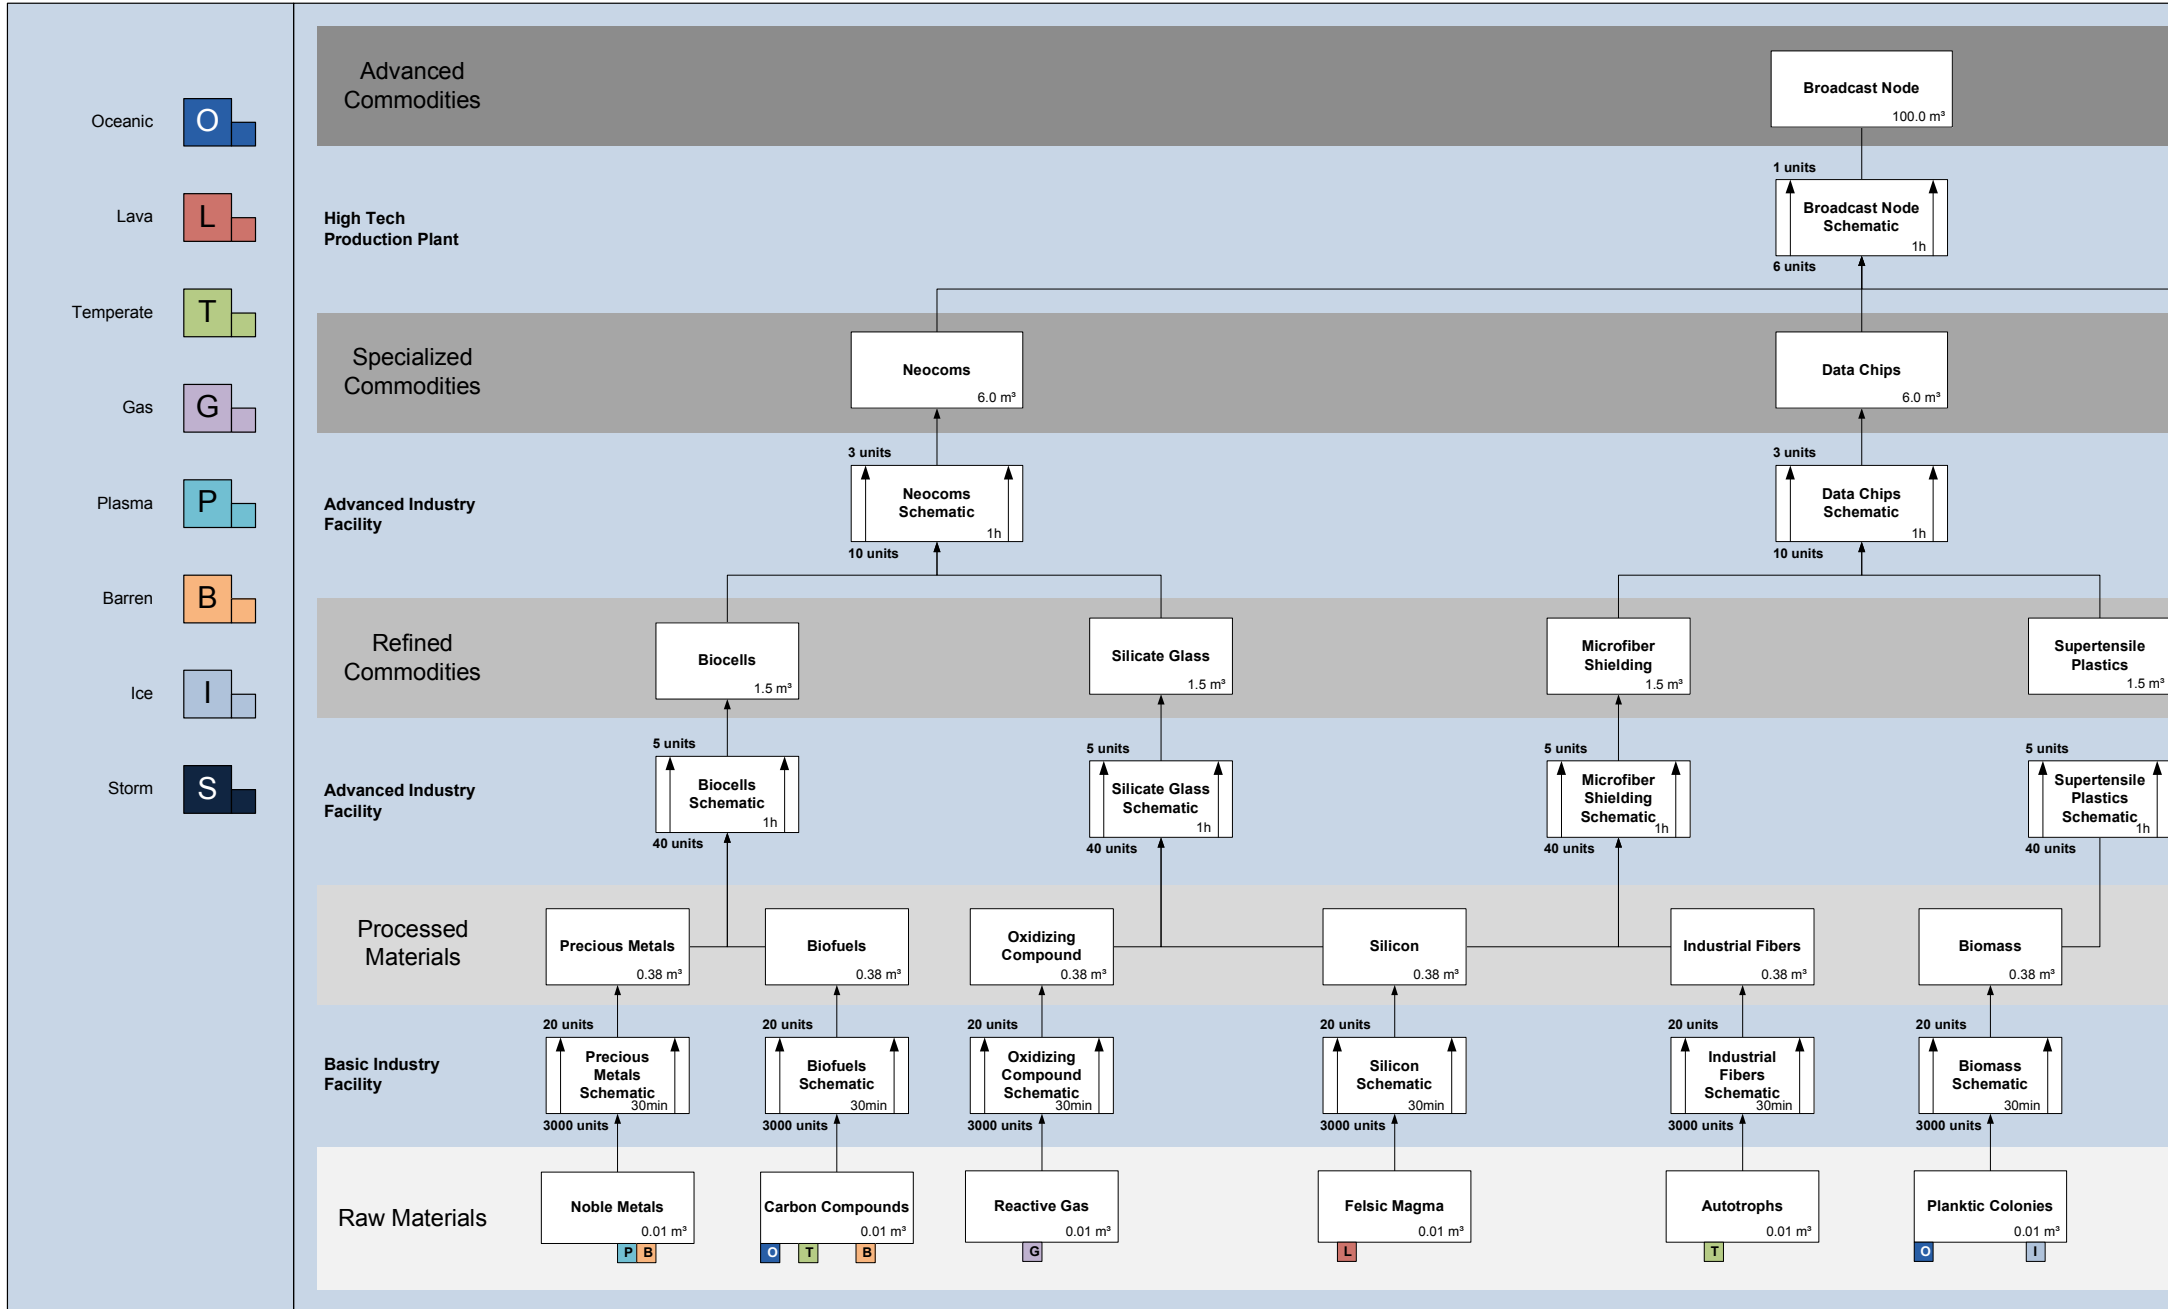 Oceanic
O
Lava
L
Temperate
T
Gas
G
Plasma
P
Barren
B
Ice
I
Storm
S
Advanced
Commodities
Broadcast Node
100.0 m³
High Tech
Production Plant
1 units
Broadcast Node
Schematic
1h
6 units
Specialized
Commodities
Neocoms
6.0 m³
Data Chips
6.0 m³
Advanced Industry
Facility
3 units
Neocoms
Schematic
1h
10 units
3 units
Data Chips
Schematic
1h
10 units
Refined
Commodities
Biocells
1.5 m³
Silicate Glass
1.5 m³
Microfiber
Shielding
1.5 m³
Supertensile
Plastics
1.5 m³
Advanced Industry
Facility
5 units
Biocells
Schematic
1h
40 units
5 units
Silicate Glass
Schematic
1h
40 units
5 units
Microfiber
Shielding
Schematic
1h
40 units
5 units
Supertensile
Plastics
Schematic
1h
40 units
Processed
Materials
Precious Metals
0.38 m³
Biofuels
0.38 m³
Oxidizing
Compound
0.38 m³
Silicon
0.38 m³
Industrial Fibers
0.38 m³
Biomass
0.38 m³
Basic Industry
Facility
20 units
Precious
Metals
Schematic
30min
3000 units
20 units
Biofuels
Schematic
30min
3000 units
20 units
Oxidizing
Compound
Schematic
30min
3000 units
20 units
Silicon
Schematic
30min
3000 units
20 units
Industrial
Fibers
Schematic
30min
3000 units
20 units
Biomass
Schematic
30min
3000 units
Raw Materials
Noble Metals
0.01 m³
P B
Carbon Compounds
0.01 m³
O T B
Reactive Gas
0.01 m³
G
Felsic Magma
0.01 m³
L
Autotrophs
0.01 m³
T
Planktic Colonies
0.01 m³
O I